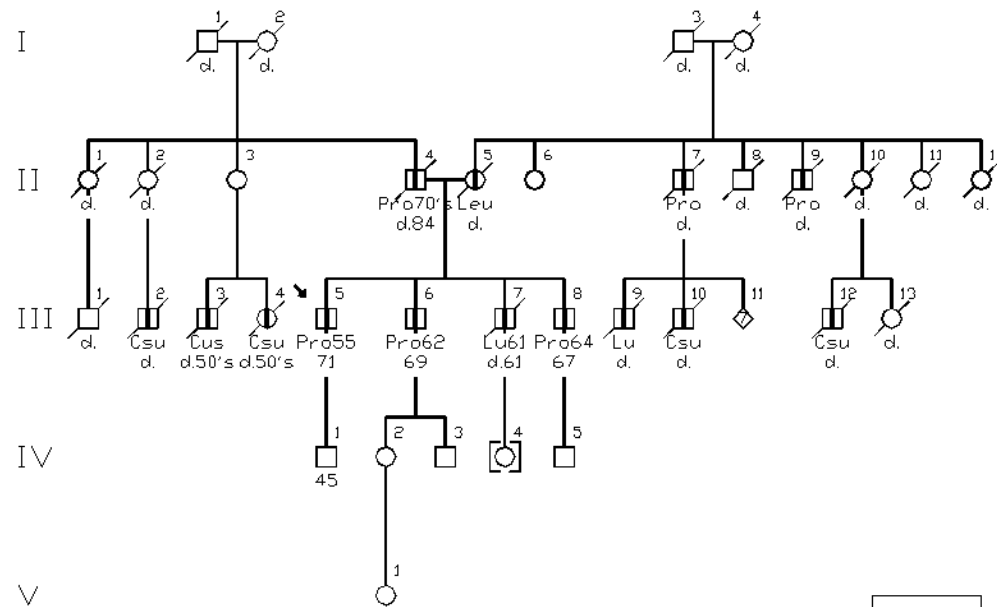 I 1 2 3 4
d. d. d. d.
II 1 2 3 4 5 6 7 8 9 10 11 1
d. d. Pro70's Leu Pro d. Pro d. d. d.
d.84 d. d. d.
III 1 2 3 4 5 6 7 8 9 10 11 12 13
d. Csu Cus Csu Pro55 Pro62 Lu61 Pro64 Lu Csu 7 Csu d.
d. d.50's d.50's 71 69 d.61 67 d. d. d.
IV 1 2 3 4 5
45
V 1